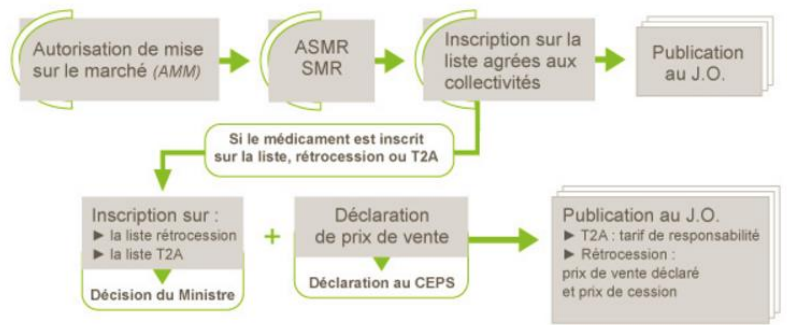 Autorisation de mise
sur le marché (AMM)
ASMR
SMR
Inscription sur la
liste agrées aux
collectivités
Publication
au J.O.
Si le médicament est inscrit
sur la liste, rétrocession ou T2A
Inscription sur :
► la liste rétrocession
► la liste T2A
Décision du Ministre
+
Déclaration
de prix de vente
Déclaration au CEPS
Publication au J.O.
► T2A : tarif de responsabilité
► Rétrocession :
prix de vente déclaré
et prix de cession